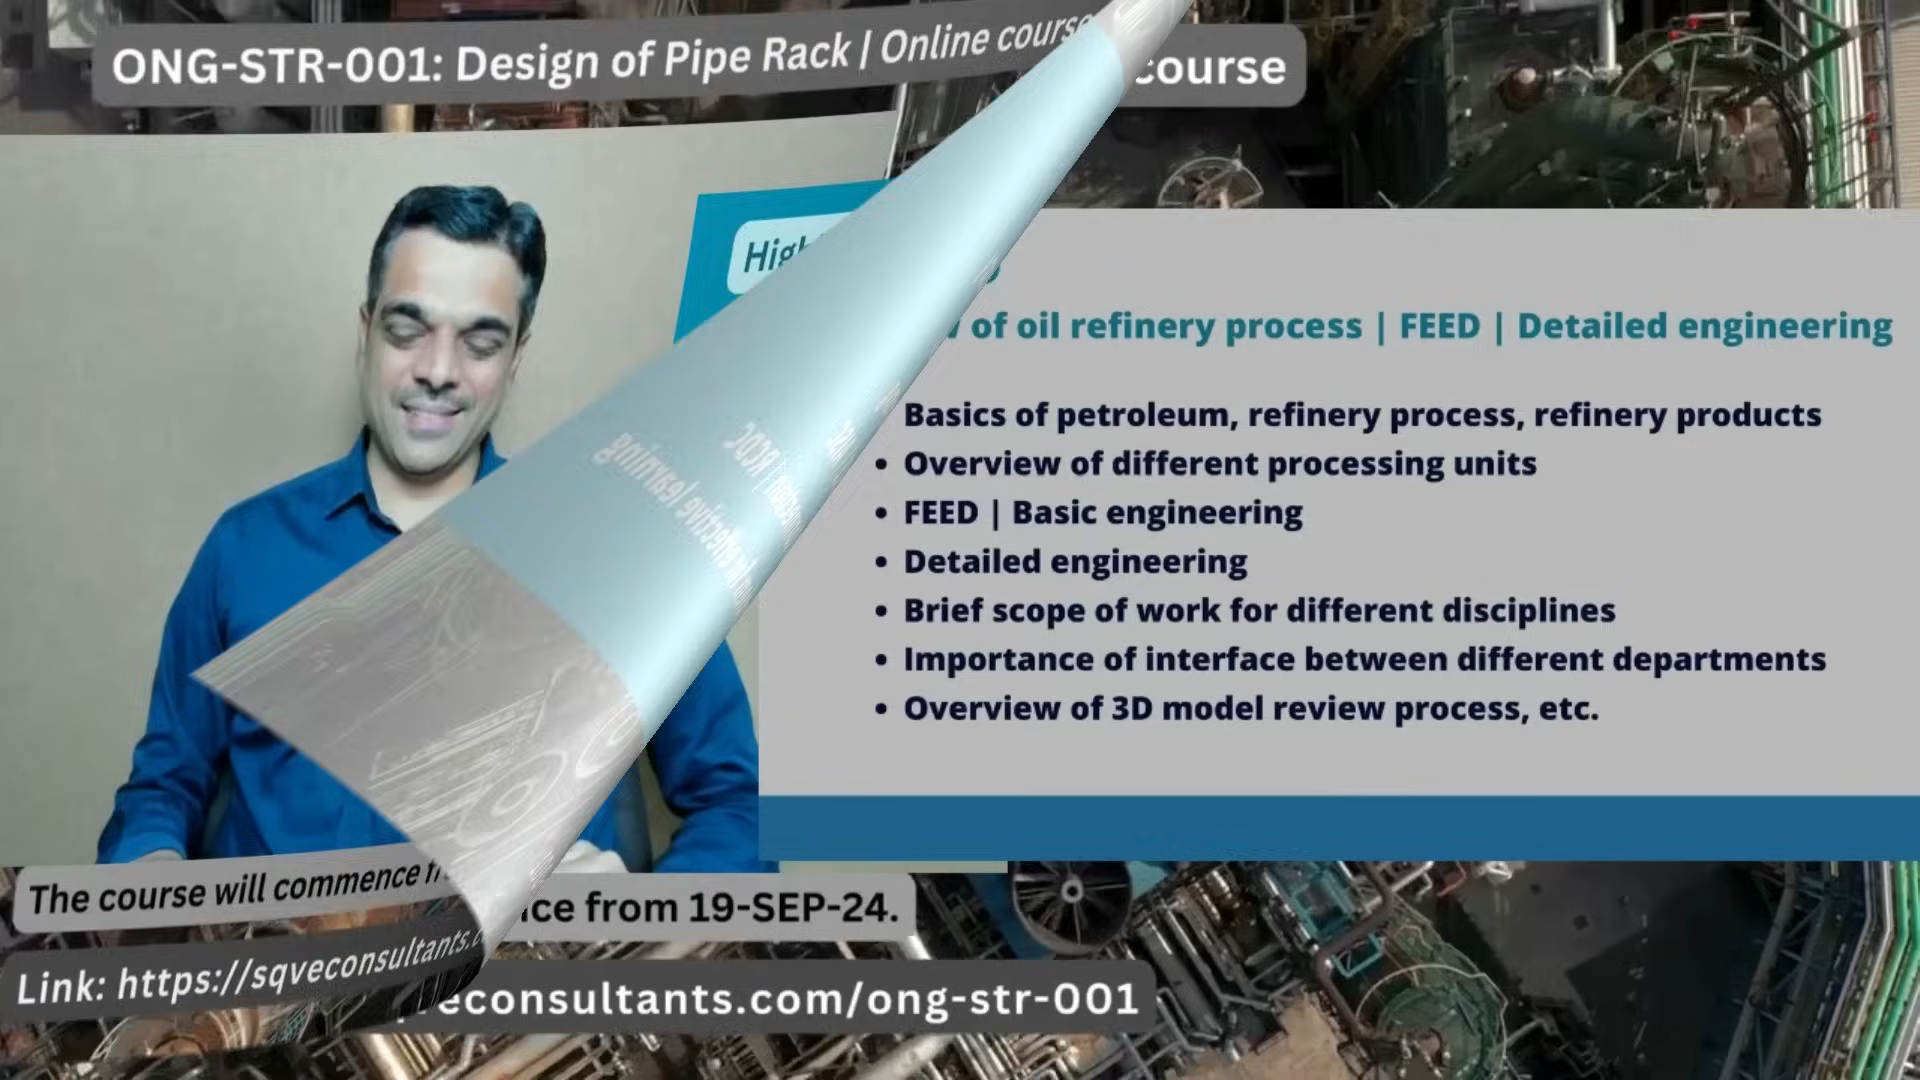 ONG-STR-001: Design of Pipe Rack | Online course
course
of oil refinery process | FEED | Detailed engineering
Basics of petroleum, refinery process, refinery products
• Overview of different processing units
• FEED | Basic engineering
• Detailed engineering
• Brief scope of work for different disciplines
• Importance of interface between different departments
• Overview of 3D model review process, etc.
learning
The course will commence
from 19-SEP-24.
Link: https://sqveconsultants.c
econsultants.com/ong-str-001